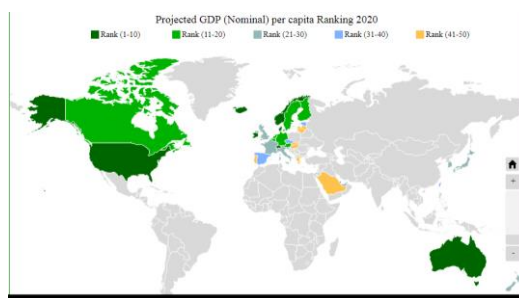 Projected GDP (Nominal) per capita Ranking 2020
Rank (1-10) Rank (11-20) Rank (21-30) Rank (31-40) Rank (41-50)
+
-